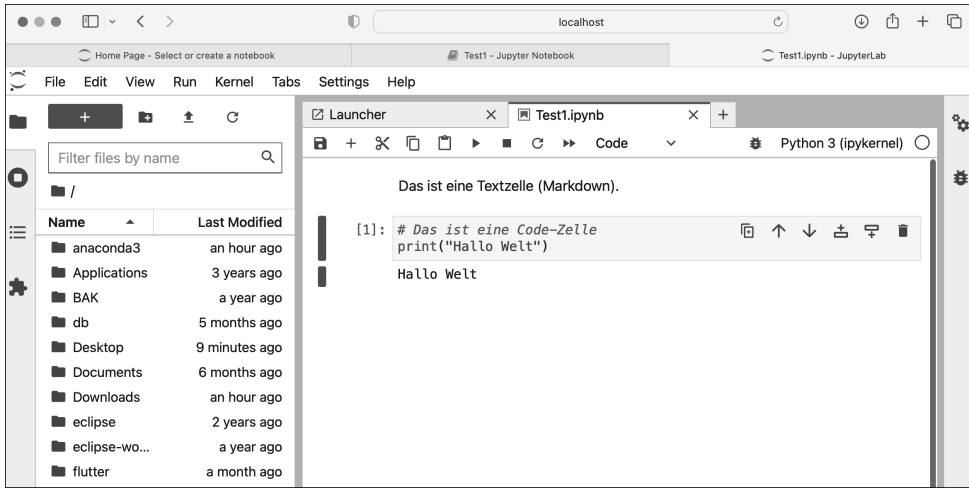 localhost
Home Page - Select or create a notebook
Test1 - Jupyter Notebook
Test1.ipynb - JupyterLab
File Edit View Run Kernel Tabs Settings Help
Launcher
Test1.ipynb
Code
Python 3 (ipykernel)
Filter files by name
/
Name Last Modified
anaconda3 an hour ago
Applications 3 years ago
BAK a year ago
db 5 months ago
Desktop 9 minutes ago
Documents 6 months ago
Downloads an hour ago
eclipse 2 years ago
eclipse-wo... a year ago
flutter a month ago
Das ist eine Textzelle (Markdown).
[1]: # Das ist eine Code-Zelle
print("Hallo Welt")
Hallo Welt